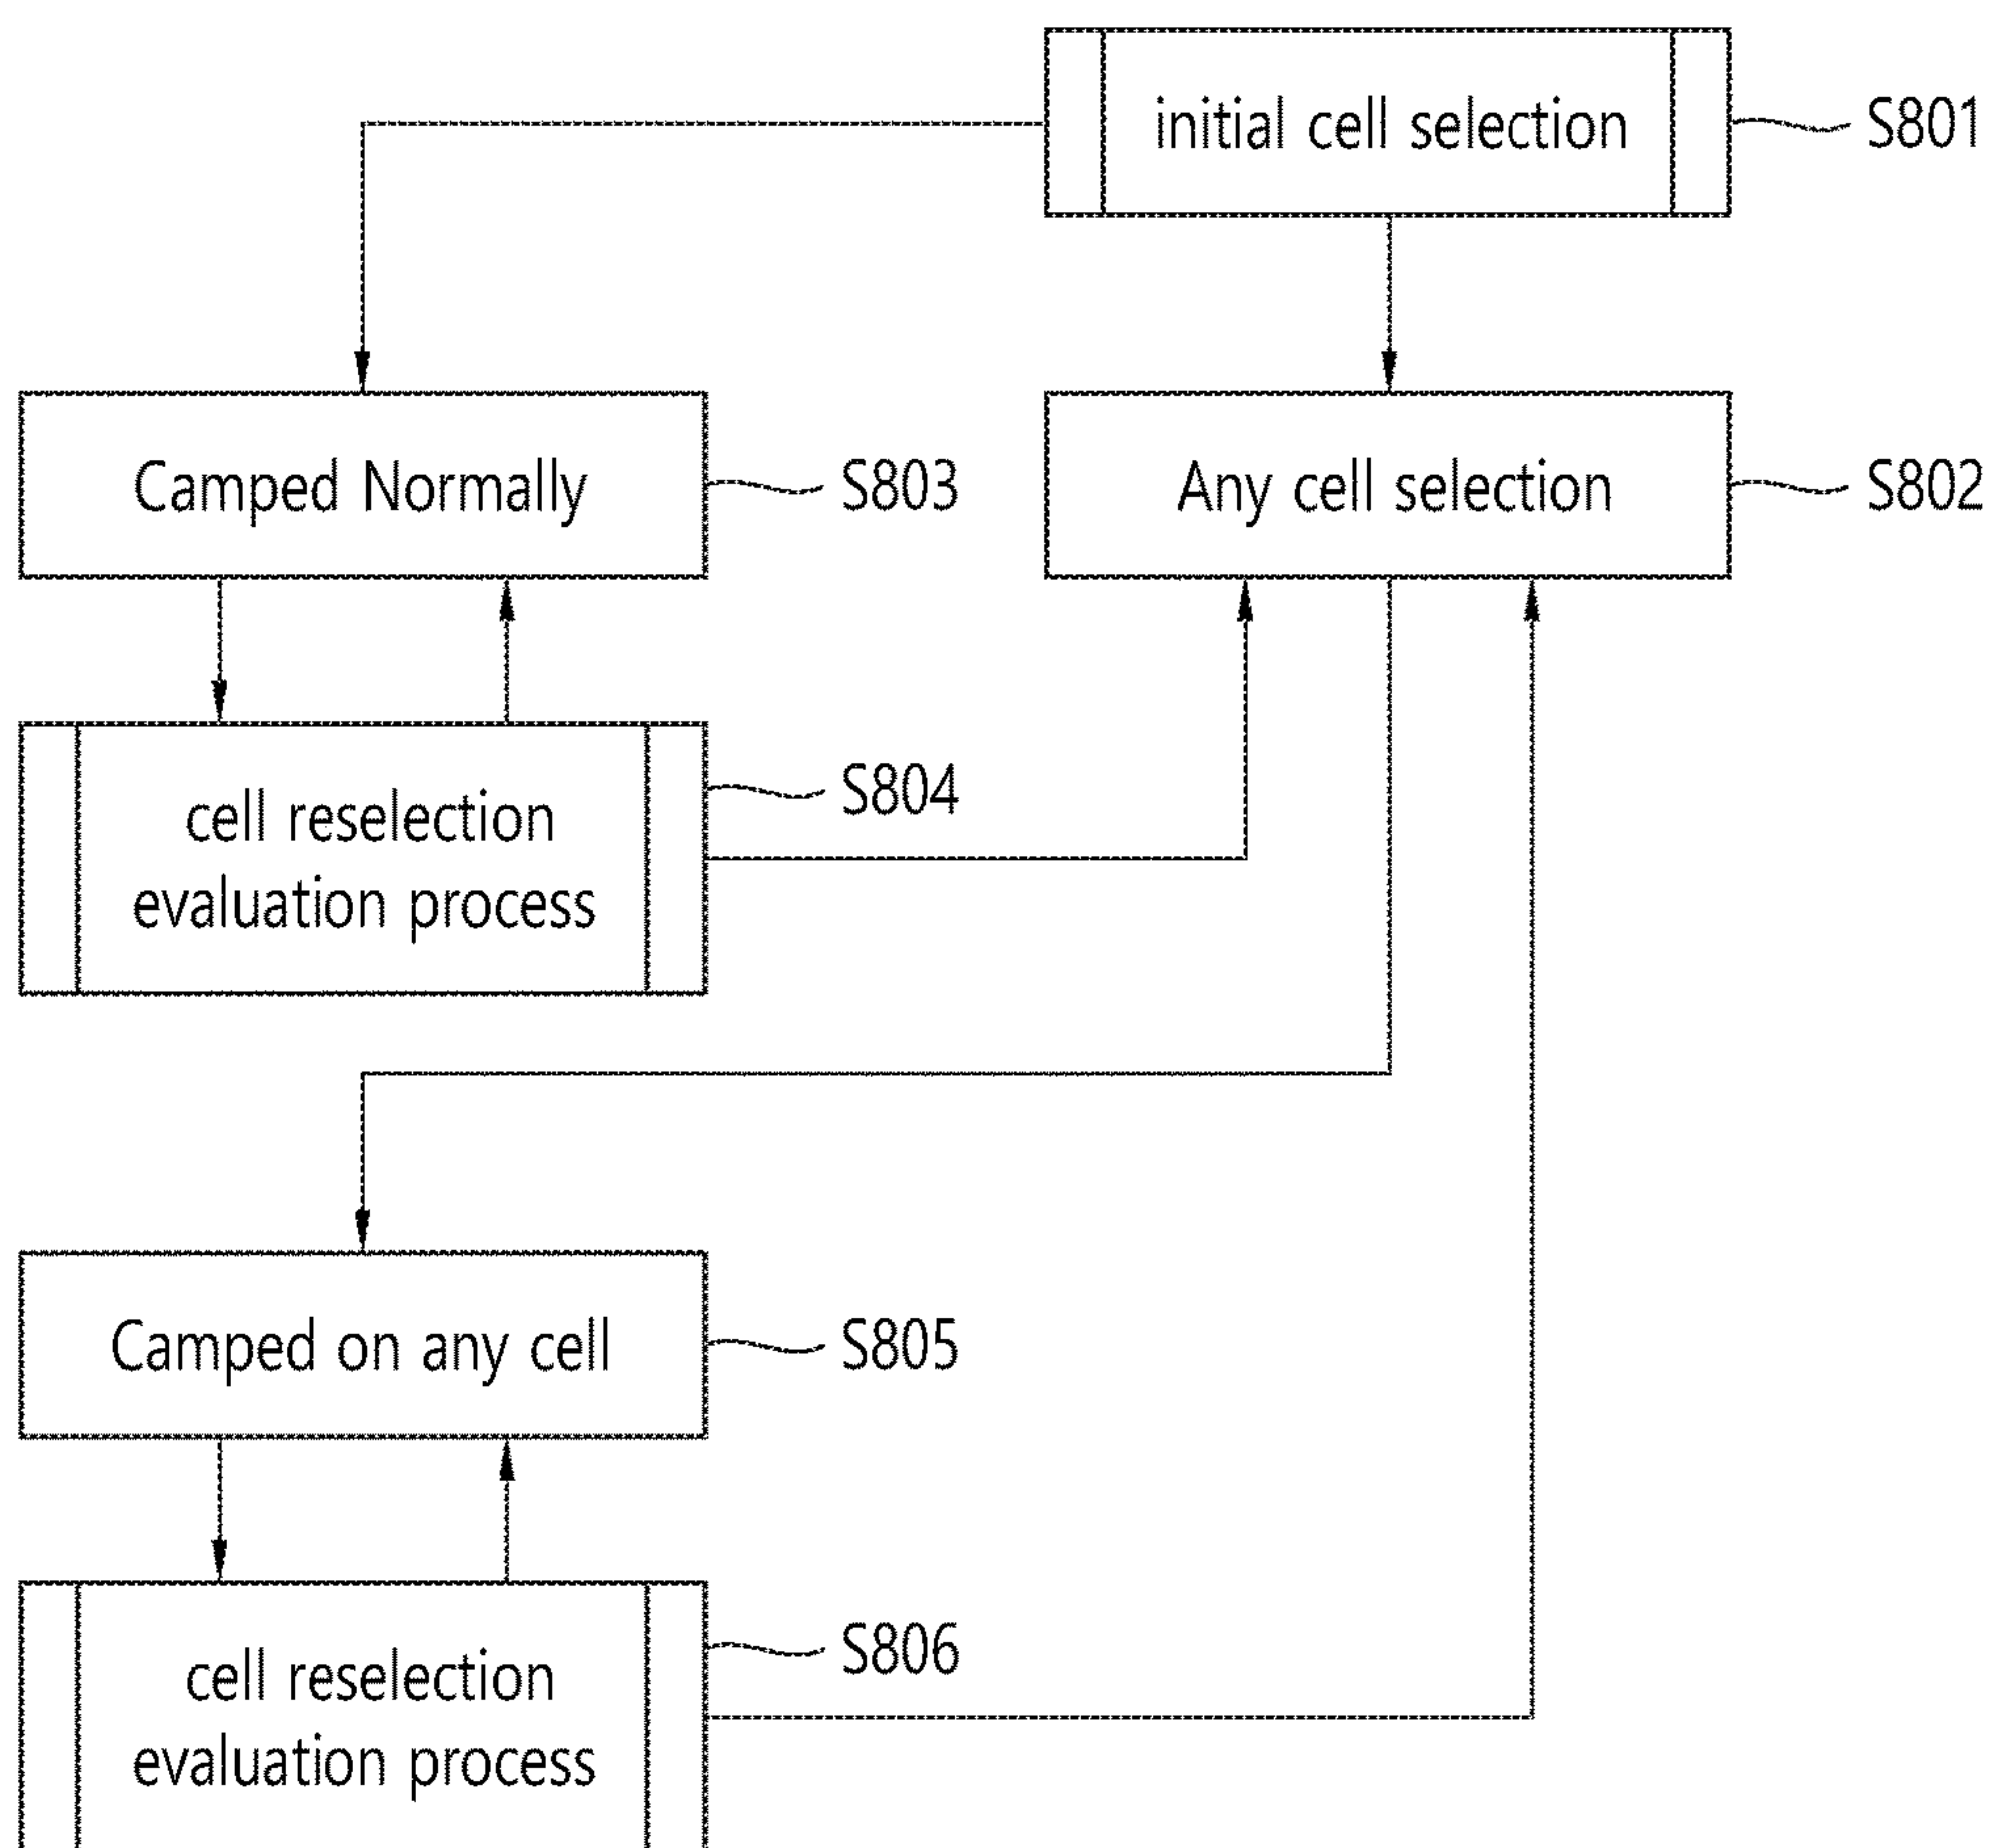 initial cell selection
S801
Camped Normally
S803
Any cell selection
S802
cell reselection
evaluation process
S804
Camped on any cell
S805
cell reselection
evaluation process
S806